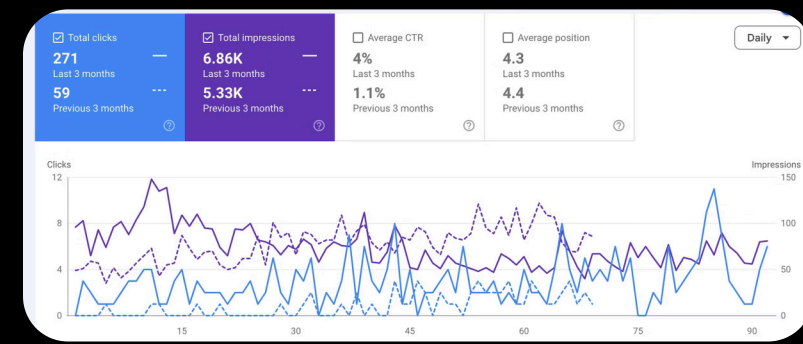 Total clicks
271
Last 3 months
59
Previous 3 months
Total impressions
6.86K
Last 3 months
5.33K
Previous 3 months
Average CTR
4%
Last 3 months
1.1%
Previous 3 months
Average position
4.3
Last 3 months
4.4
Previous 3 months
Daily
Clicks
Impressions
12
8
4
0
150
100
50
0
15
30
45
60
75
90